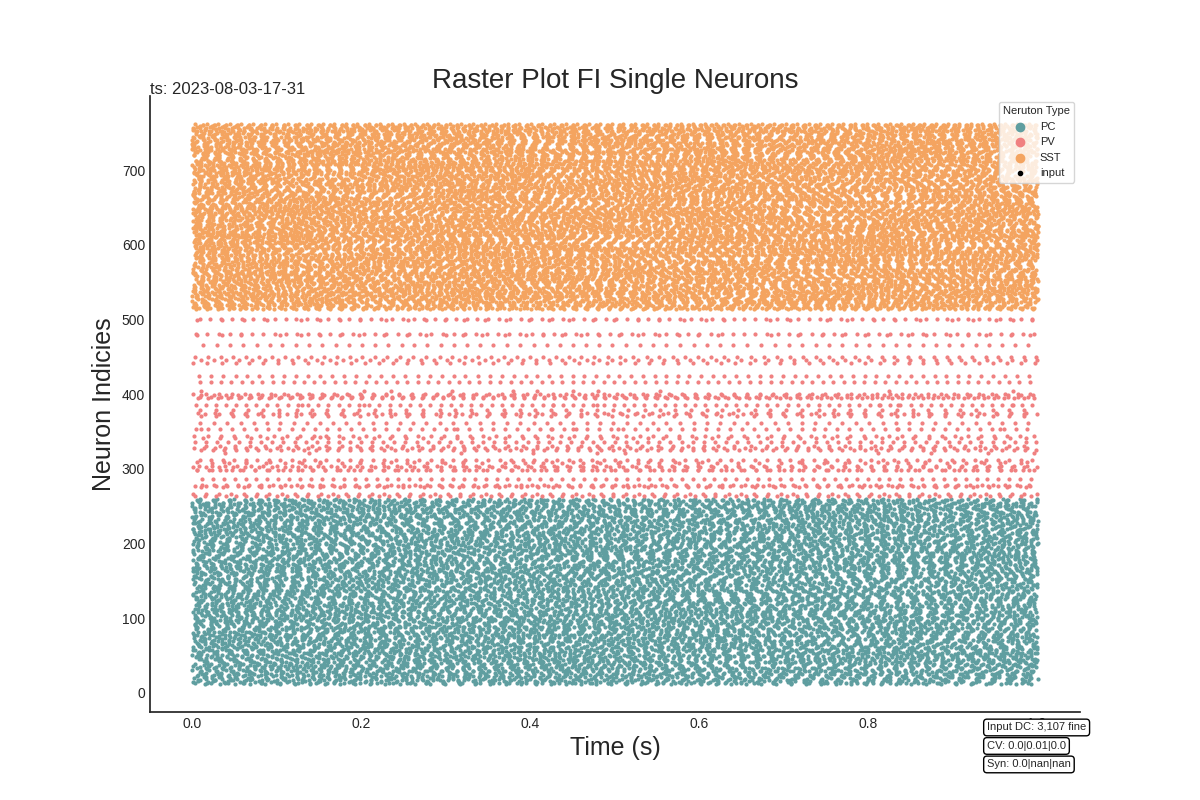 Raster Plot FI Single Neurons
ts: 2023-08-03-17-31
Neruton Type
PC
PV
SST
input
700
600
500
400
300
200
100
0
Neuron Indicies
0.0 0.2 0.4 0.6 0.8
Time (s)
Input DC: 3,107 fine
CV: 0.0|0.01|0.0
Syn: 0.0|nan|nan